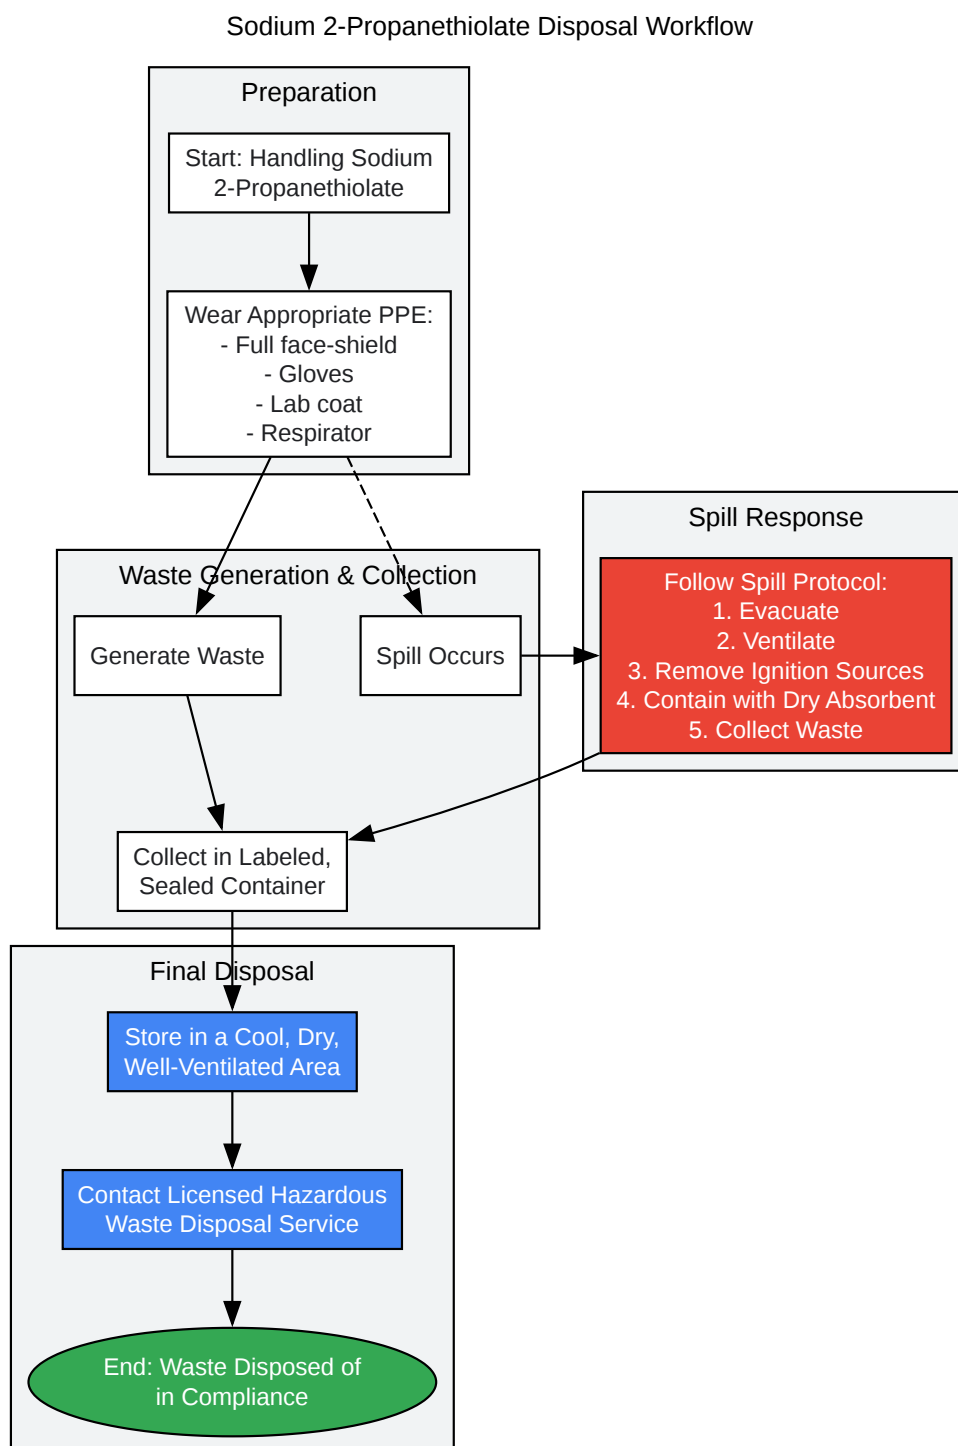 Sodium 2-Propanethiolate Disposal Workflow
Preparation
Start: Handling Sodium
2-Propanethiolate
Wear Appropriate PPE:
- Full face-shield
- Gloves
- Lab coat
- Respirator
Waste Generation & Collection
Generate Waste
Spill Occurs
Spill Response
Follow Spill Protocol:
1. Evacuate
2. Ventilate
3. Remove Ignition Sources
4. Contain with Dry Absorbent
5. Collect Waste
Collect in Labeled,
Sealed Container
Final Disposal
Store in a Cool, Dry,
Well-Ventilated Area
Contact Licensed Hazardous
Waste Disposal Service
End: Waste Disposed of
in Compliance